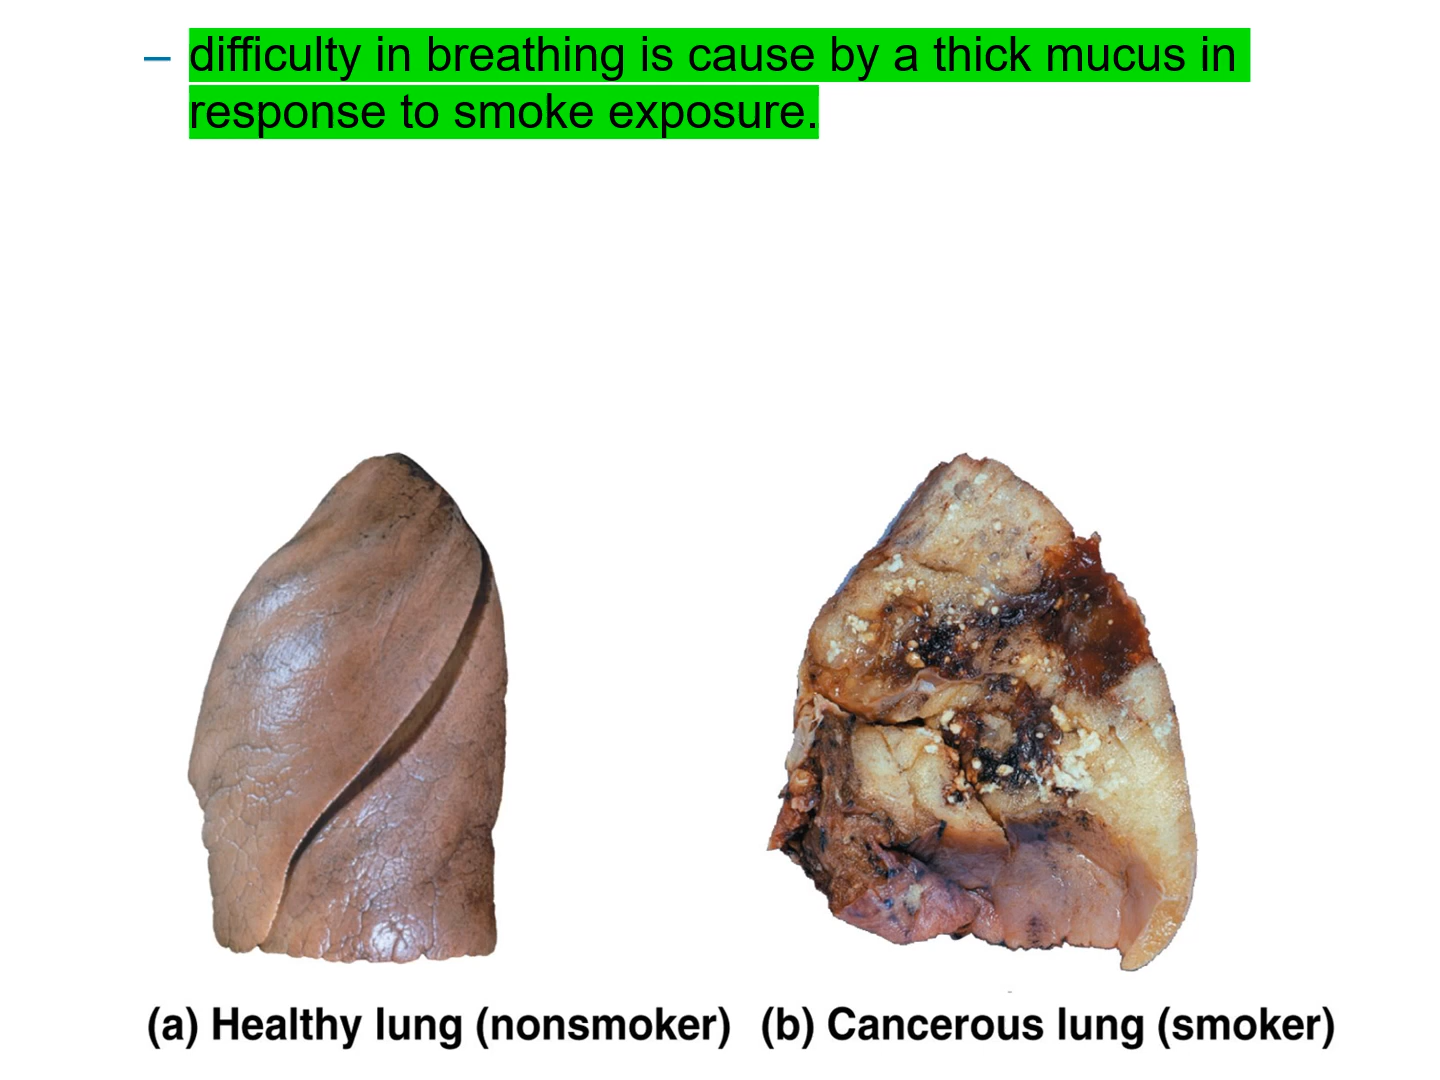 – difficulty in breathing is cause by a thick mucus in
response to smoke exposure.
(a) Healthy lung (nonsmoker) (b) Cancerous lung (smoker)